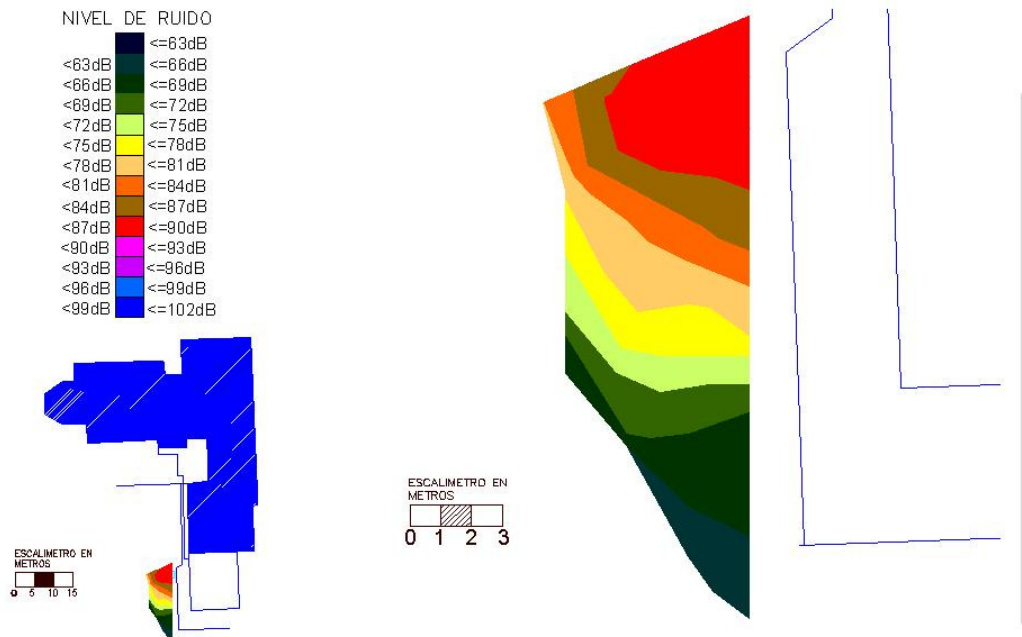 NIVEL DE RUIDO
<=63dB
<63dB <=66dB
<66dB <=69dB
<69dB <=72dB
<72dB <=75dB
<75dB <=78dB
<78dB <=81dB
<81dB <=84dB
<84dB <=87dB
<87dB <=90dB
<90dB <=93dB
<93dB <=96dB
<96dB <=99dB
<99dB <=102dB
ESCALIMETRO EN
METROS
0 1 2 3
ESCALIMETRO EN
METROS
0 5 10 15